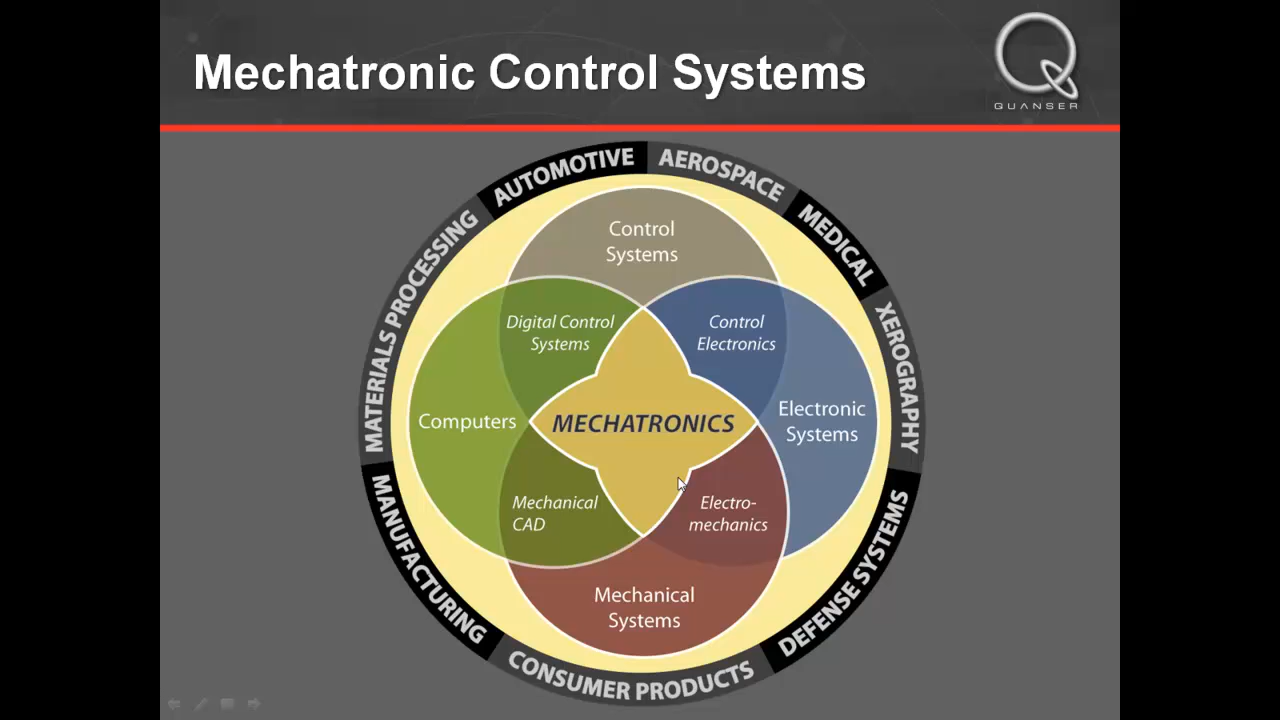 Mechatronic Control Systems
QUANSER
AUTOMOTIVE
AEROSPACE
MEDICAL
XEROGRAPHY
DEFENSE SYSTEMS
CONSUMER PRODUCTS
MANUFACTURING
MATERIALS PROCESSING
Control
Systems
Digital Control
Systems
Control
Electronics
Computers
MECHATRONICS
Electronic
Systems
Mechanical
CAD
Electro-
mechanics
Mechanical
Systems